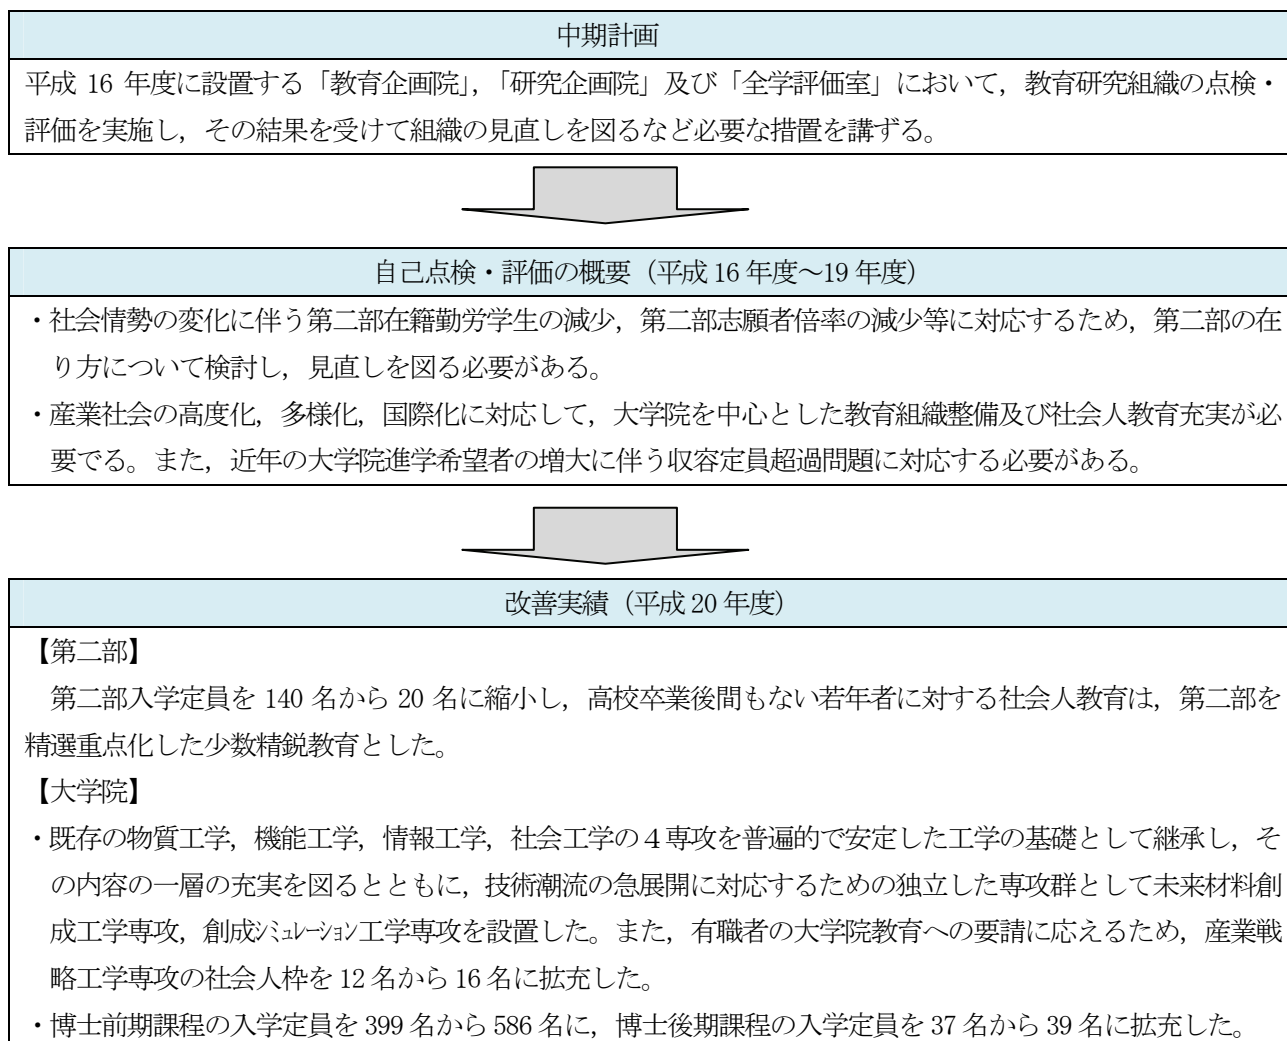 中期計画
平成 16 年度に設置する「教育企画院」，「研究企画院」及び「全学評価室」において，教育研究組織の点検・
評価を実施し，その結果を受けて組織の見直しを図るなど必要な措置を講ずる。
自己点検・評価の概要（平成 16 年度～19 年度）
・社会情勢の変化に伴う第二部在籍勤労学生の減少，第二部志願者倍率の減少等に対応するため，第二部の在
り方について検討し，見直しを図る必要がある。
・産業社会の高度化，多様化，国際化に対応して，大学院を中心とした教育組織整備及び社会人教育充実が必
要でる。また，近年の大学院進学希望者の増大に伴う収容定員超過問題に対応する必要がある。
改善実績（平成 20 年度）
【第二部】
第二部入学定員を 140 名から 20 名に縮小し，高校卒業後間もない若年者に対する社会人教育は，第二部を
精選重点化した少数精鋭教育とした。
【大学院】
・既存の物質工学，機能工学，情報工学，社会工学の４専攻を普遍的で安定した工学の基礎として継承し，そ
の内容の一層の充実を図るとともに，技術潮流の急展開に対応するための独立した専攻群として未来材料創
成工学専攻，創成ｼﾐｭﾚｰｼｮﾝ工学専攻を設置した。また，有職者の大学院教育への要請に応えるため，産業戦
略工学専攻の社会人枠を 12 名から 16 名に拡充した。
・博士前期課程の入学定員を 399 名から 586 名に，博士後期課程の入学定員を 37 名から 39 名に拡充した。